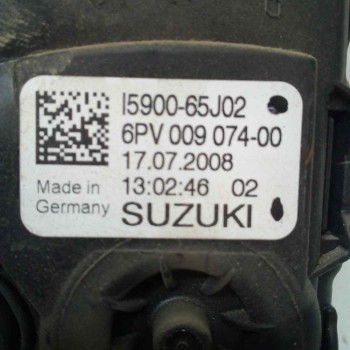 I5900-65J02
6PV 009 074-00
17.07.2008
Made in 13:02:46 02
Germany SUZUKI